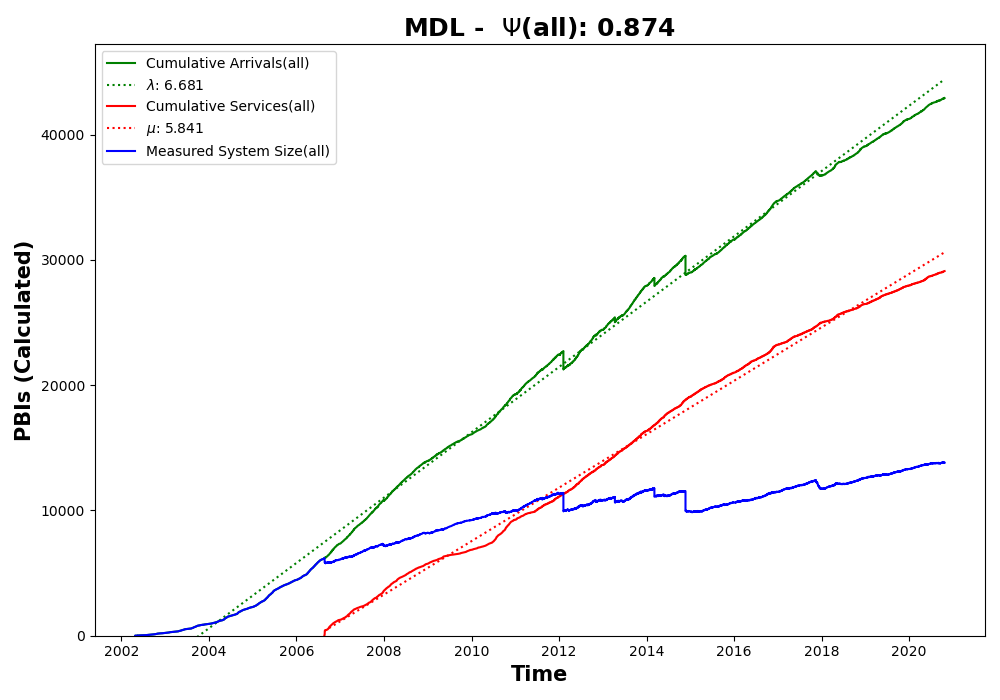 MDL - Ψ(all): 0.874
Cumulative Arrivals(all)
λ: 6.681
Cumulative Services(all)
μ: 5.841
Measured System Size(all)
PBIs (Calculated)
40000
30000
20000
10000
0
2002 2004 2006 2008 2010 2012 2014 2016 2018 2020
Time